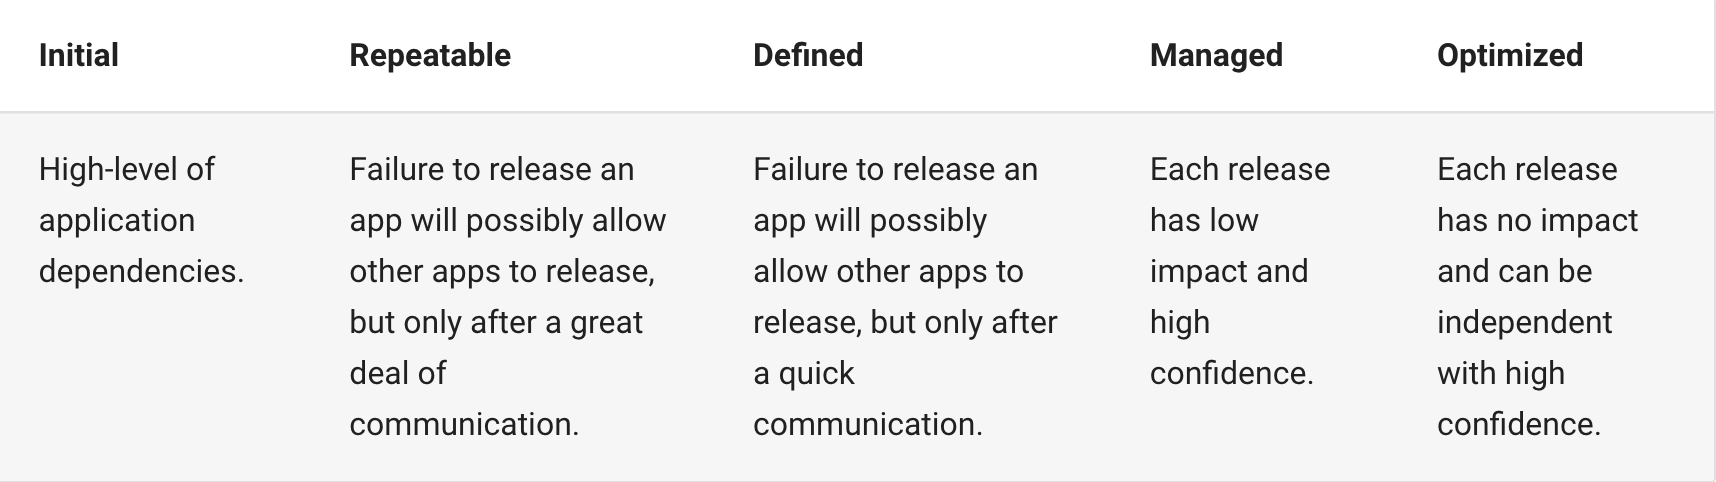 Initial
Repeatable
Defined
Managed
Optimized
High-level of
application
dependencies.
Failure to release an
app will possibly allow
other apps to release,
but only after a great
deal of
communication.
Failure to release an
app will possibly
allow other apps to
release, but only after
a quick
communication.
Each release
has low
impact and
high
confidence.
Each release
has no impact
and can be
independent
with high
confidence.